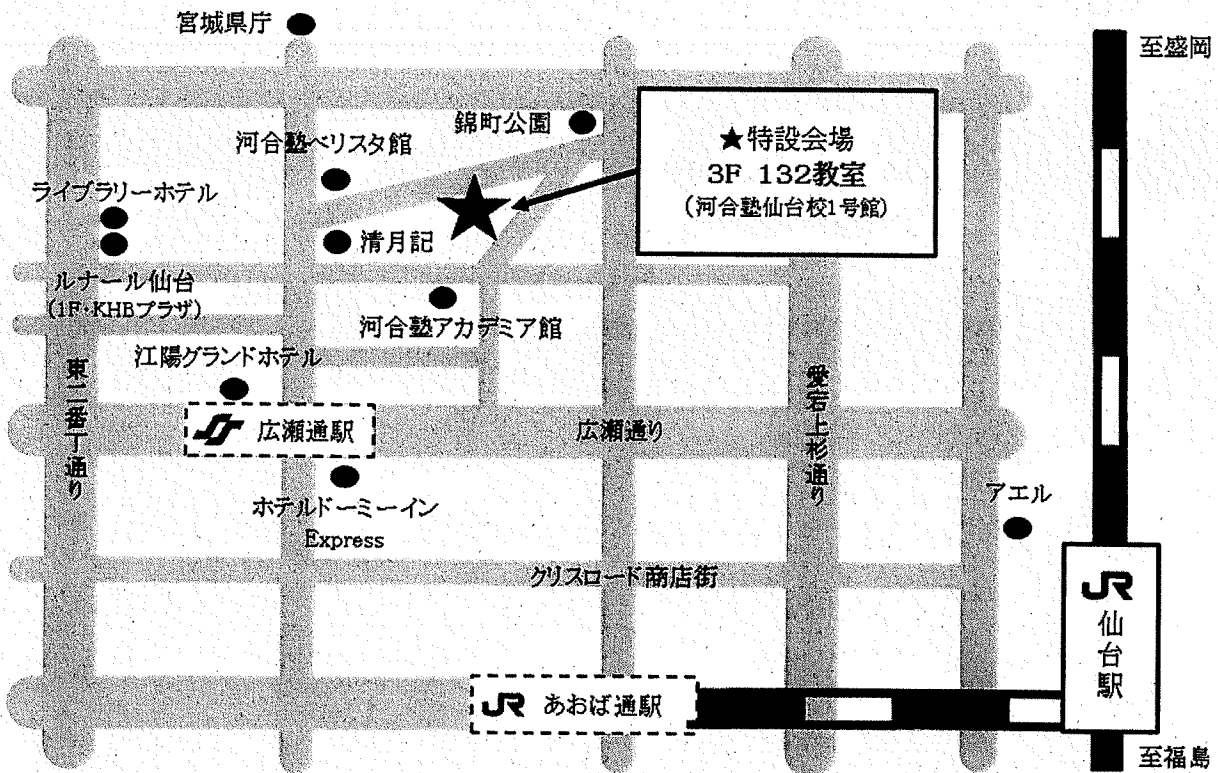 宮城県庁
至盛岡
錦町公園
河合塾ベリスタ館
★特設会場
3F 132教室
(河合塾仙台校1号館)
ライブラリーホテル
清月記
ルナール仙台
(1F・KHBプラザ)
河合塾アカデミア館
江陽グランドホテル
東二番丁通り
愛宕上杉通り
広瀬通駅
広瀬通り
アエル
ホテルドーミーイン
Express
クリスロード商店街
JR
仙台駅
JR あおば通駅
至福島